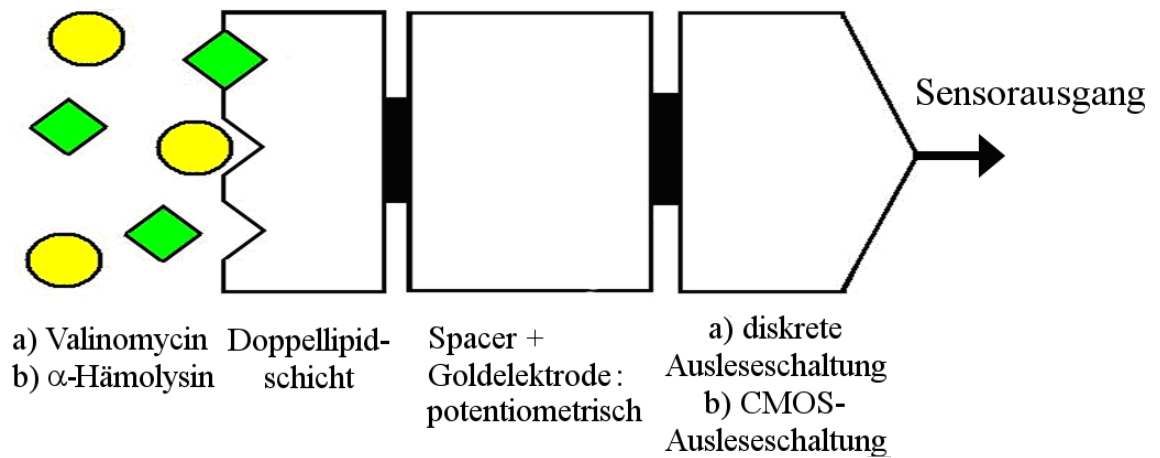 Sensorausgang
a) Valinomycin
b) α-Hämolysin
Doppellipid-
schicht
Spacer +
Goldelektrode:
potentiometrisch
a) diskrete
Ausleseschaltung
b) CMOS-
Ausleseschaltung